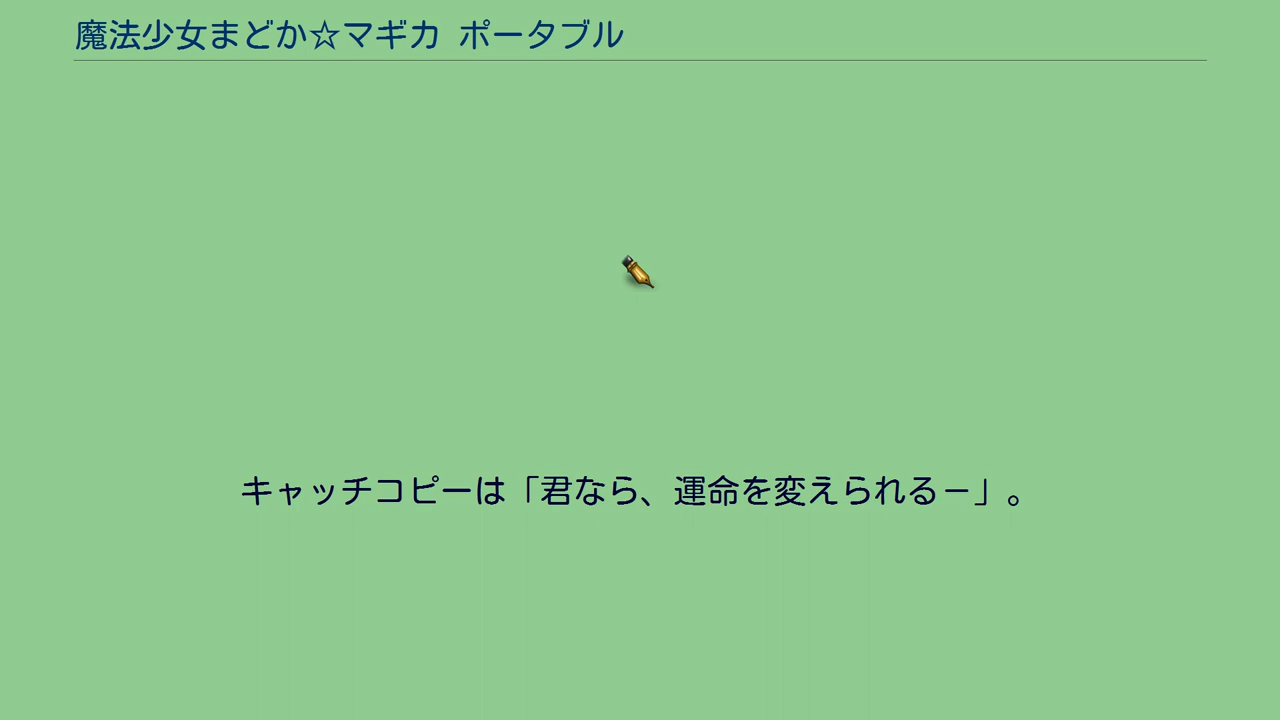 魔法少女まどか☆マギカ ポータブル
キャッチコピーは「君なら、運命を変えられる－」。